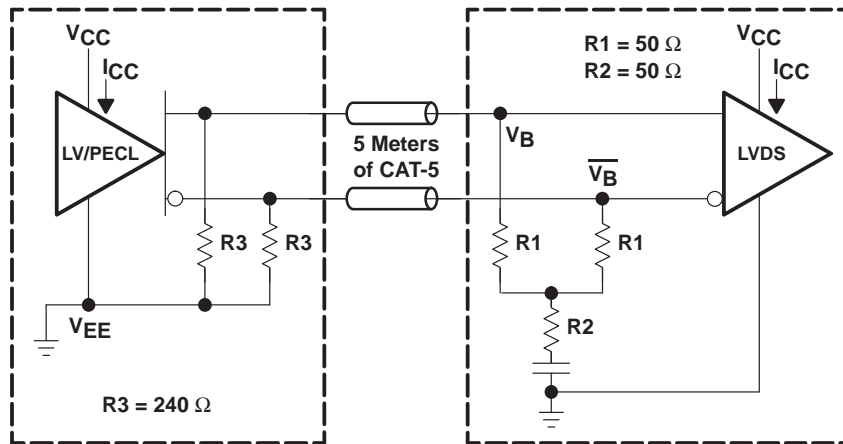 VCC
ICC
LV/PECL
R3
R3
VEE
R3 = 240 Ω
5 Meters
of CAT-5
R1 = 50 Ω
R2 = 50 Ω
VCC
ICC
VB
VB
LVDS
R1
R1
R2